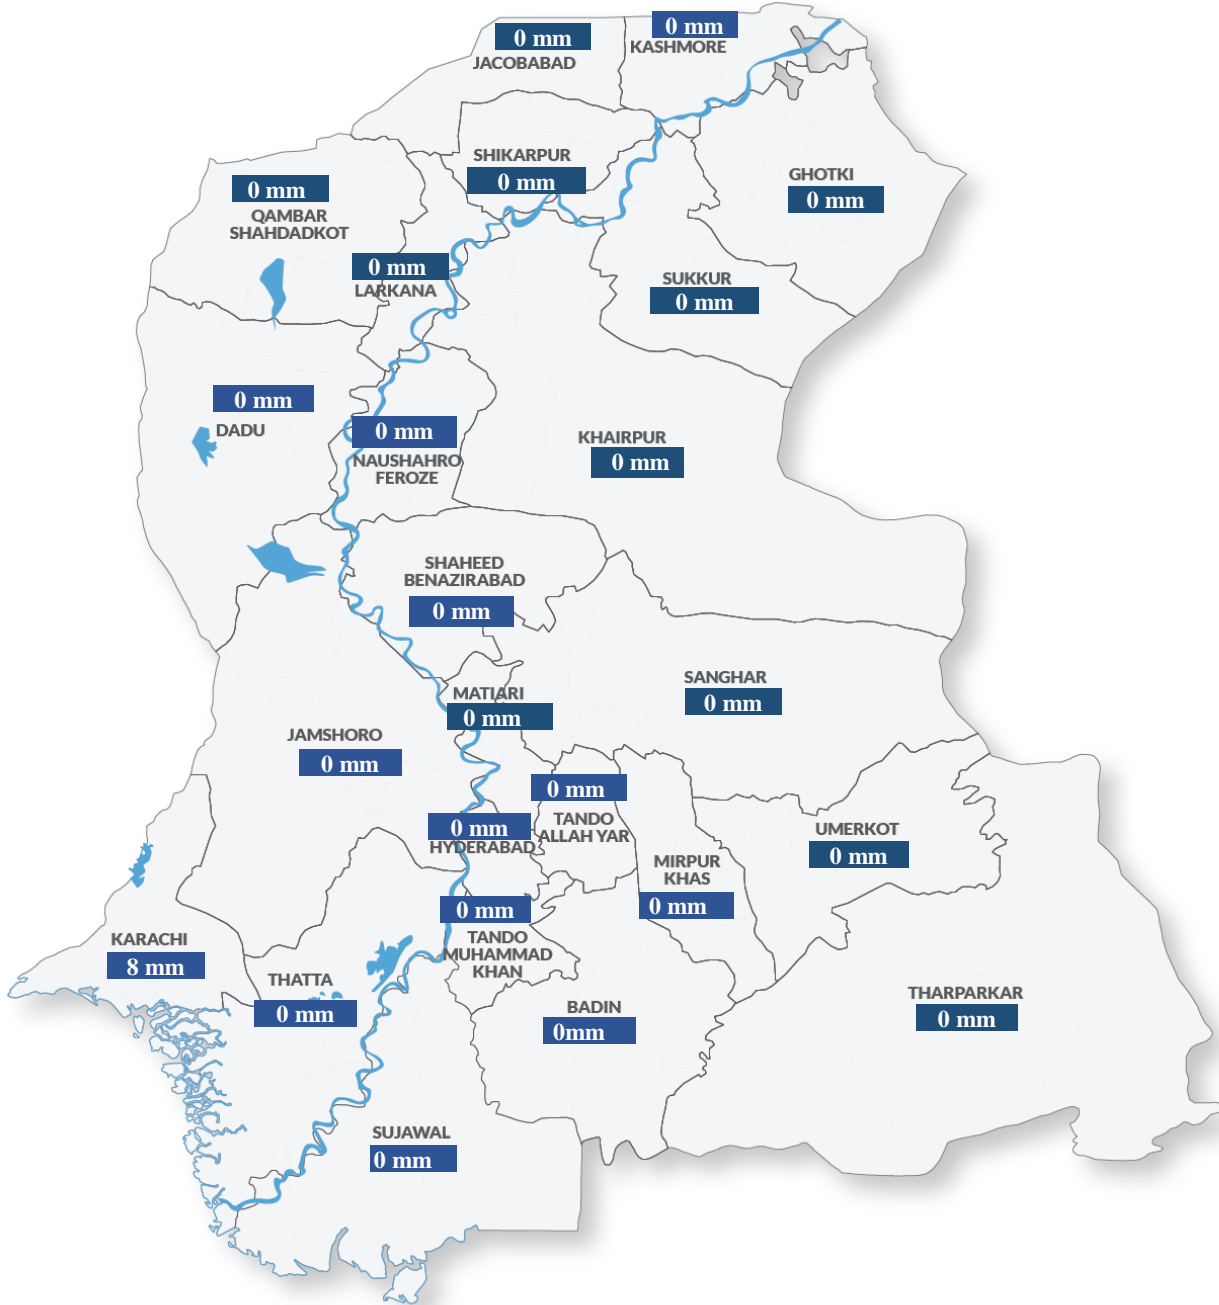 0 mm
KASHMORE
0 mm
JACOBABAD
SHIKARPUR
0 mm
GHOTKI
0 mm
0 mm
QAMBAR
SHAHDADKOT
0 mm
LARKANA
SUKKUR
0 mm
0 mm
DADU
0 mm
NAUSHAHRO
FEROZE
KHAIRPUR
0 mm
SHAHEED
BENAZIRABAD
0 mm
SANGHAR
0 mm
MATIARI
0 mm
JAMSHORO
0 mm
0 mm
TANDO
ALLAH YAR
0 mm
HYDERABAD
UMERKOT
0 mm
MIRPUR
KHAS
0 mm
0 mm
TANDO
MUHAMMAD
KHAN
KARACHI
8 mm
THATTA
0 mm
BADIN
0mm
THARPARKAR
0 mm
SUJAWAL
0 mm